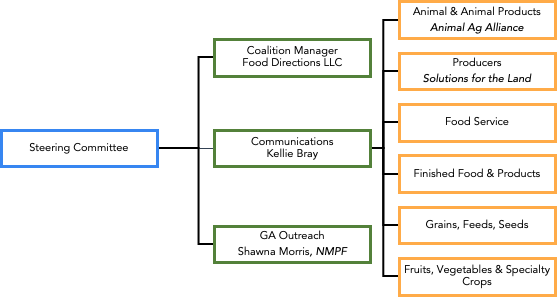 Steering Committee
Coalition Manager
Food Directions LLC
Communications
Kellie Bray
GA Outreach
Shawna Morris, NMPF
Animal & Animal Products
Animal Ag Alliance
Producers
Solutions for the Land
Food Service
Finished Food & Products
Grains, Feeds, Seeds
Fruits, Vegetables & Specialty
Crops